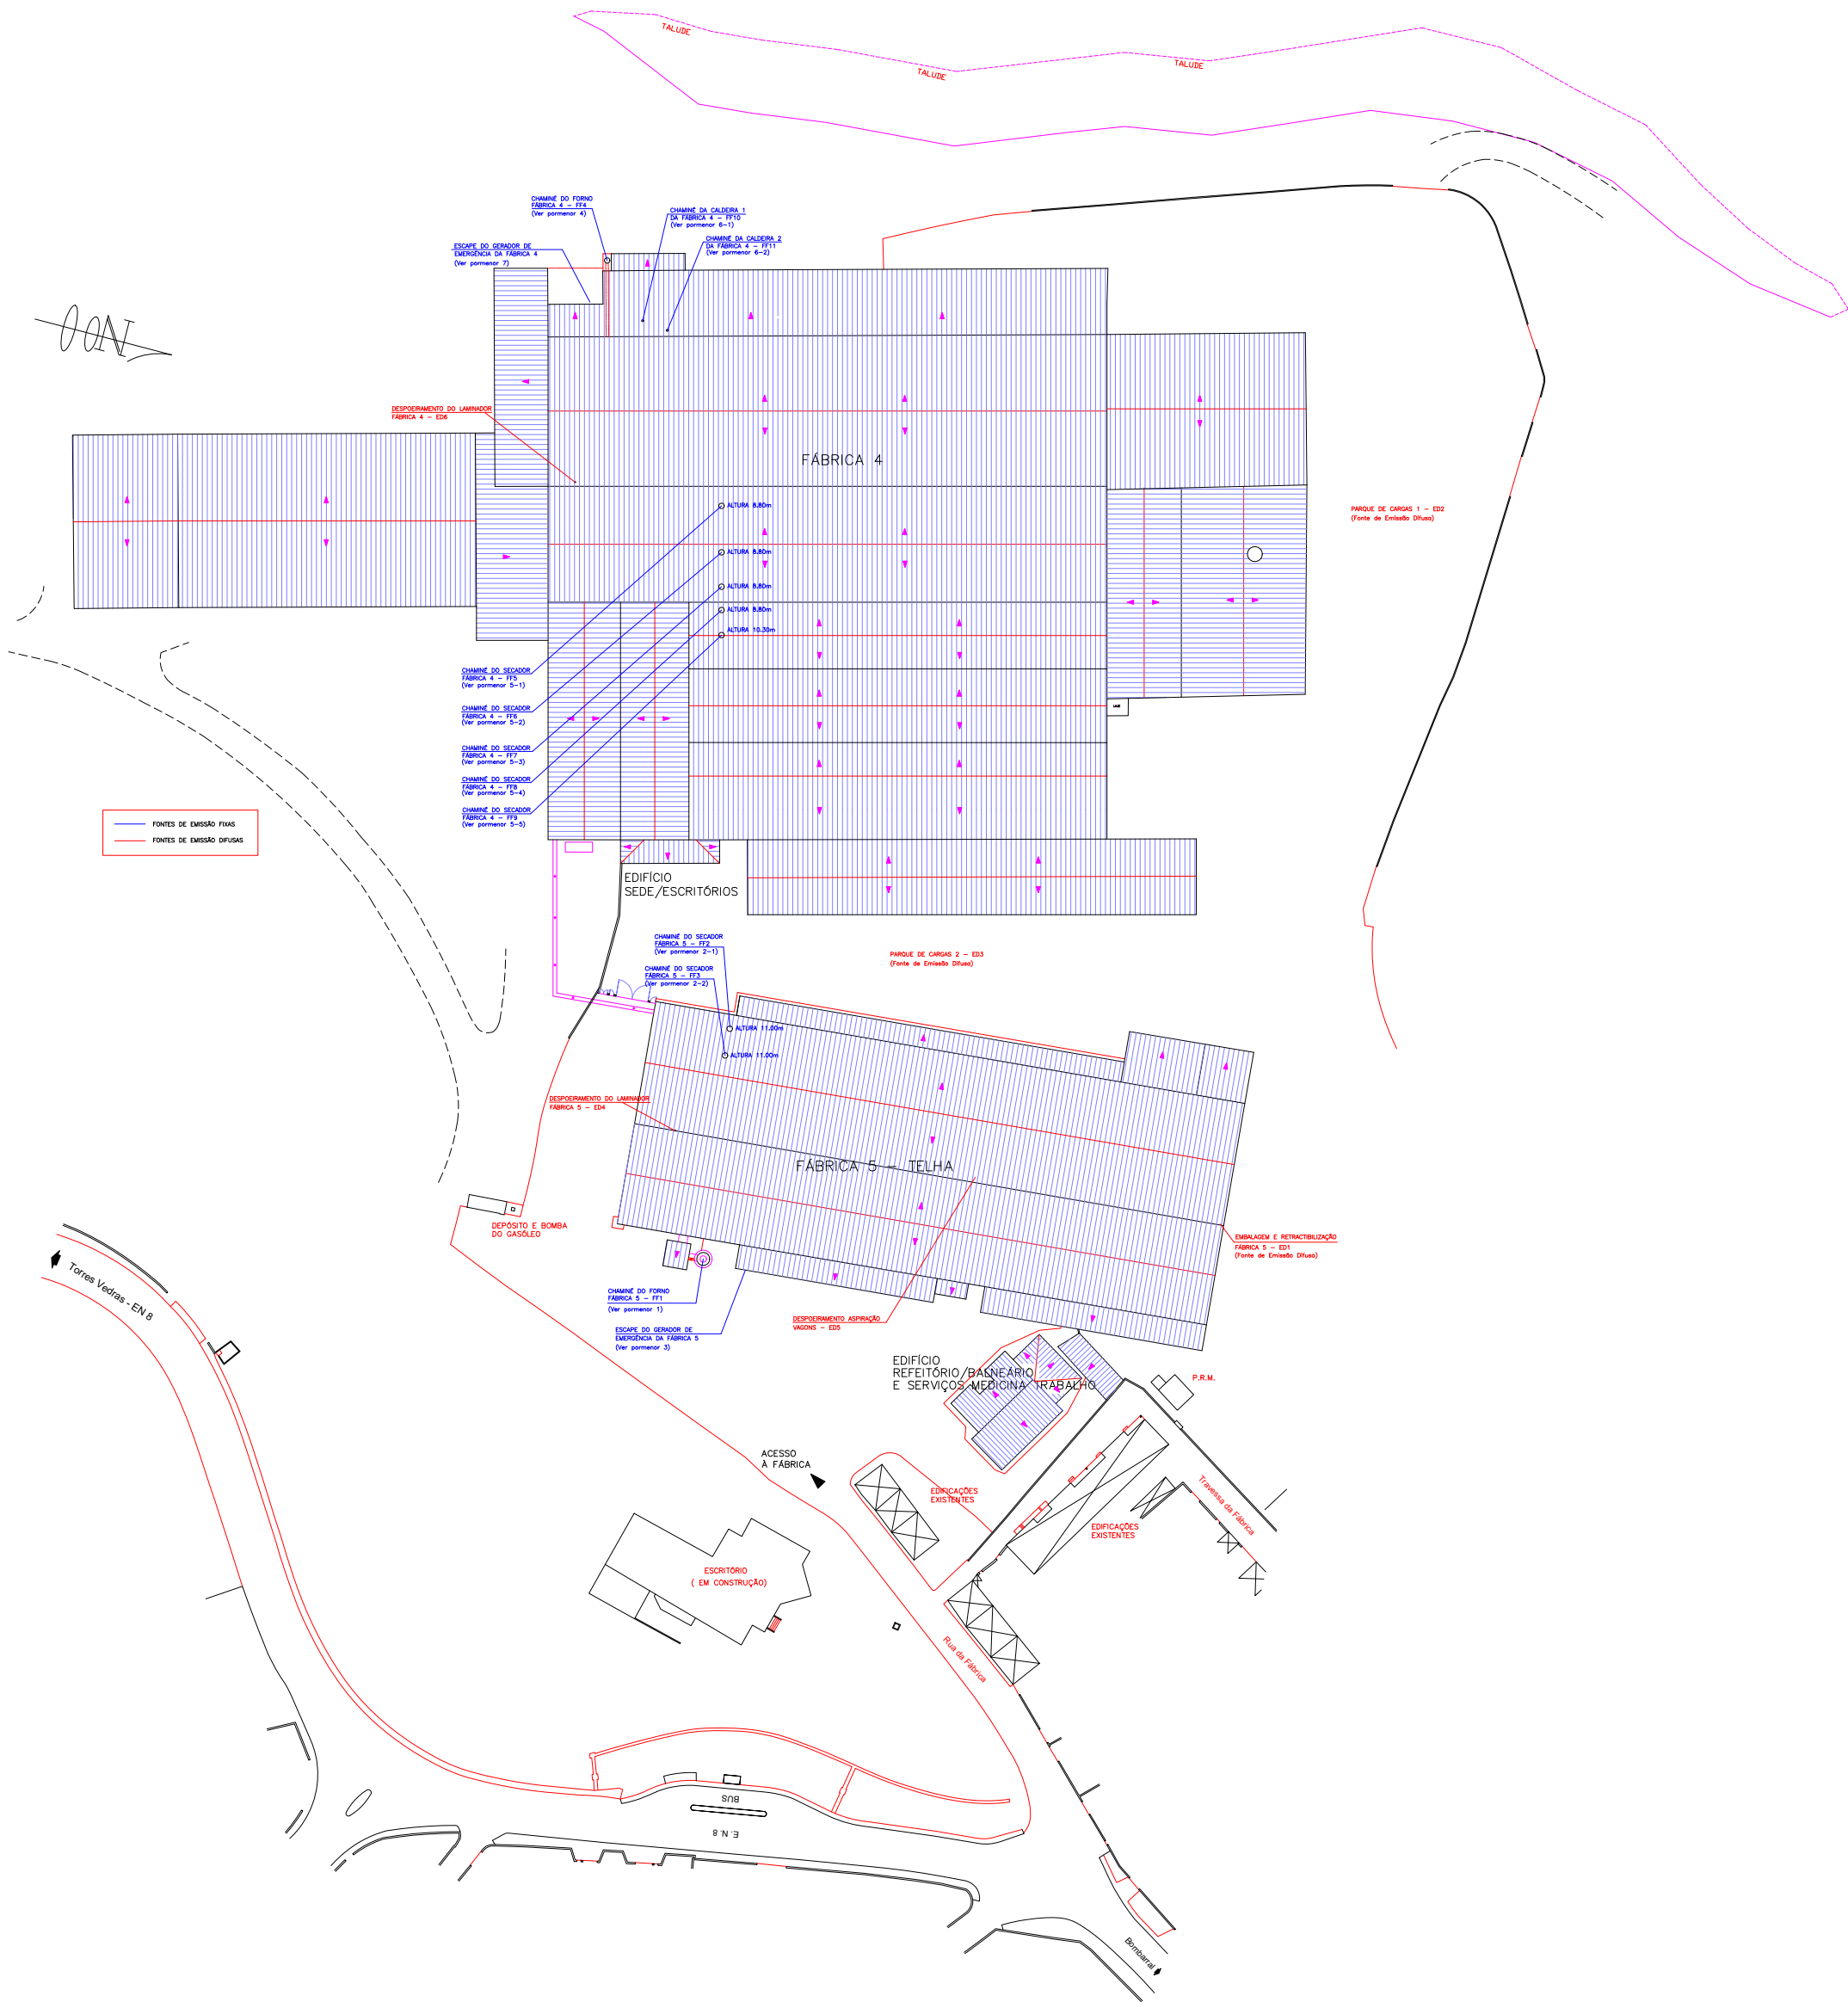 TALUDE
TALUDE
TALUDE
CHAMINÉ DO FORNO
FÁBRICA 4 - FF4
(Ver pormenor 4)
CHAMINÉ DA CALDEIRA 1
DA FÁBRICA 4 - FF10
(Ver pormenor 6-1)
CHAMINÉ DA CALDEIRA 2
DA FÁBRICA 4 - FF11
(Ver pormenor 6-2)
ESCAPE DO GERADOR DE
EMERGÊNCIA DA FÁBRICA 4
(Ver pormenor 7)
DESPOEIRAMENTO DO LAMINADOR
FÁBRICA 4 - ED6
FÁBRICA 4
ALTURA 8.80m
ALTURA 8.80m
ALTURA 8.80m
ALTURA 8.80m
ALTURA 10.30m
PARQUE DE CARGAS 1 - ED2
(Fonte de Emissão Difusa)
CHAMINÉ DO SECADOR
FÁBRICA 4 - FF5
(Ver pormenor 5-1)
CHAMINÉ DO SECADOR
FÁBRICA 4 - FF6
(Ver pormenor 5-2)
CHAMINÉ DO SECADOR
FÁBRICA 4 - FF7
(Ver pormenor 5-3)
CHAMINÉ DO SECADOR
FÁBRICA 4 - FF8
(Ver pormenor 5-4)
CHAMINÉ DO SECADOR
FÁBRICA 4 - FF9
(Ver pormenor 5-5)
FONTES DE EMISSÃO FIXAS
FONTES DE EMISSÃO DIFUSAS
EDIFÍCIO
SEDE/ESCRITÓRIOS
CHAMINÉ DO SECADOR
FÁBRICA 5 - FF2
(Ver pormenor 2-1)
CHAMINÉ DO SECADOR
FÁBRICA 5 - FF3
(Ver pormenor 2-2)
PARQUE DE CARGAS 2 - ED3
(Fonte de Emissão Difusa)
ALTURA 11.00m
ALTURA 11.00m
DESPOEIRAMENTO DO LAMINADOR
FÁBRICA 5 - ED4
FÁBRICA 5 - TELHA
DEPÓSITO E BOMBA
DO GASÓLEO
EMBALAGEM E RETRACTIBILIZAÇÃO
FÁBRICA 5 - ED1
(Fonte de Emissão Difusa)
CHAMINÉ DO FORNO
FÁBRICA 5 - FF1
(Ver pormenor 1)
ESCAPE DO GERADOR DE
EMERGÊNCIA DA FÁBRICA 5
(Ver pormenor 3)
DESPOEIRAMENTO ASPIRAÇÃO
VAGONS - ED5
Torres Vedras - EN 8
EDIFÍCIO
REFEITÓRIO/BALNEÁRIO
E SERVIÇOS MEDICINA TRABALHO
P.R.M.
ACESSO
À FÁBRICA
EDIFICAÇÕES
EXISTENTES
Travessa da Fábrica
EDIFICAÇÕES
EXISTENTES
ESCRITÓRIO
( EM CONSTRUÇÃO)
Rua da Fábrica
BUS
E. N. 8
Bombarral